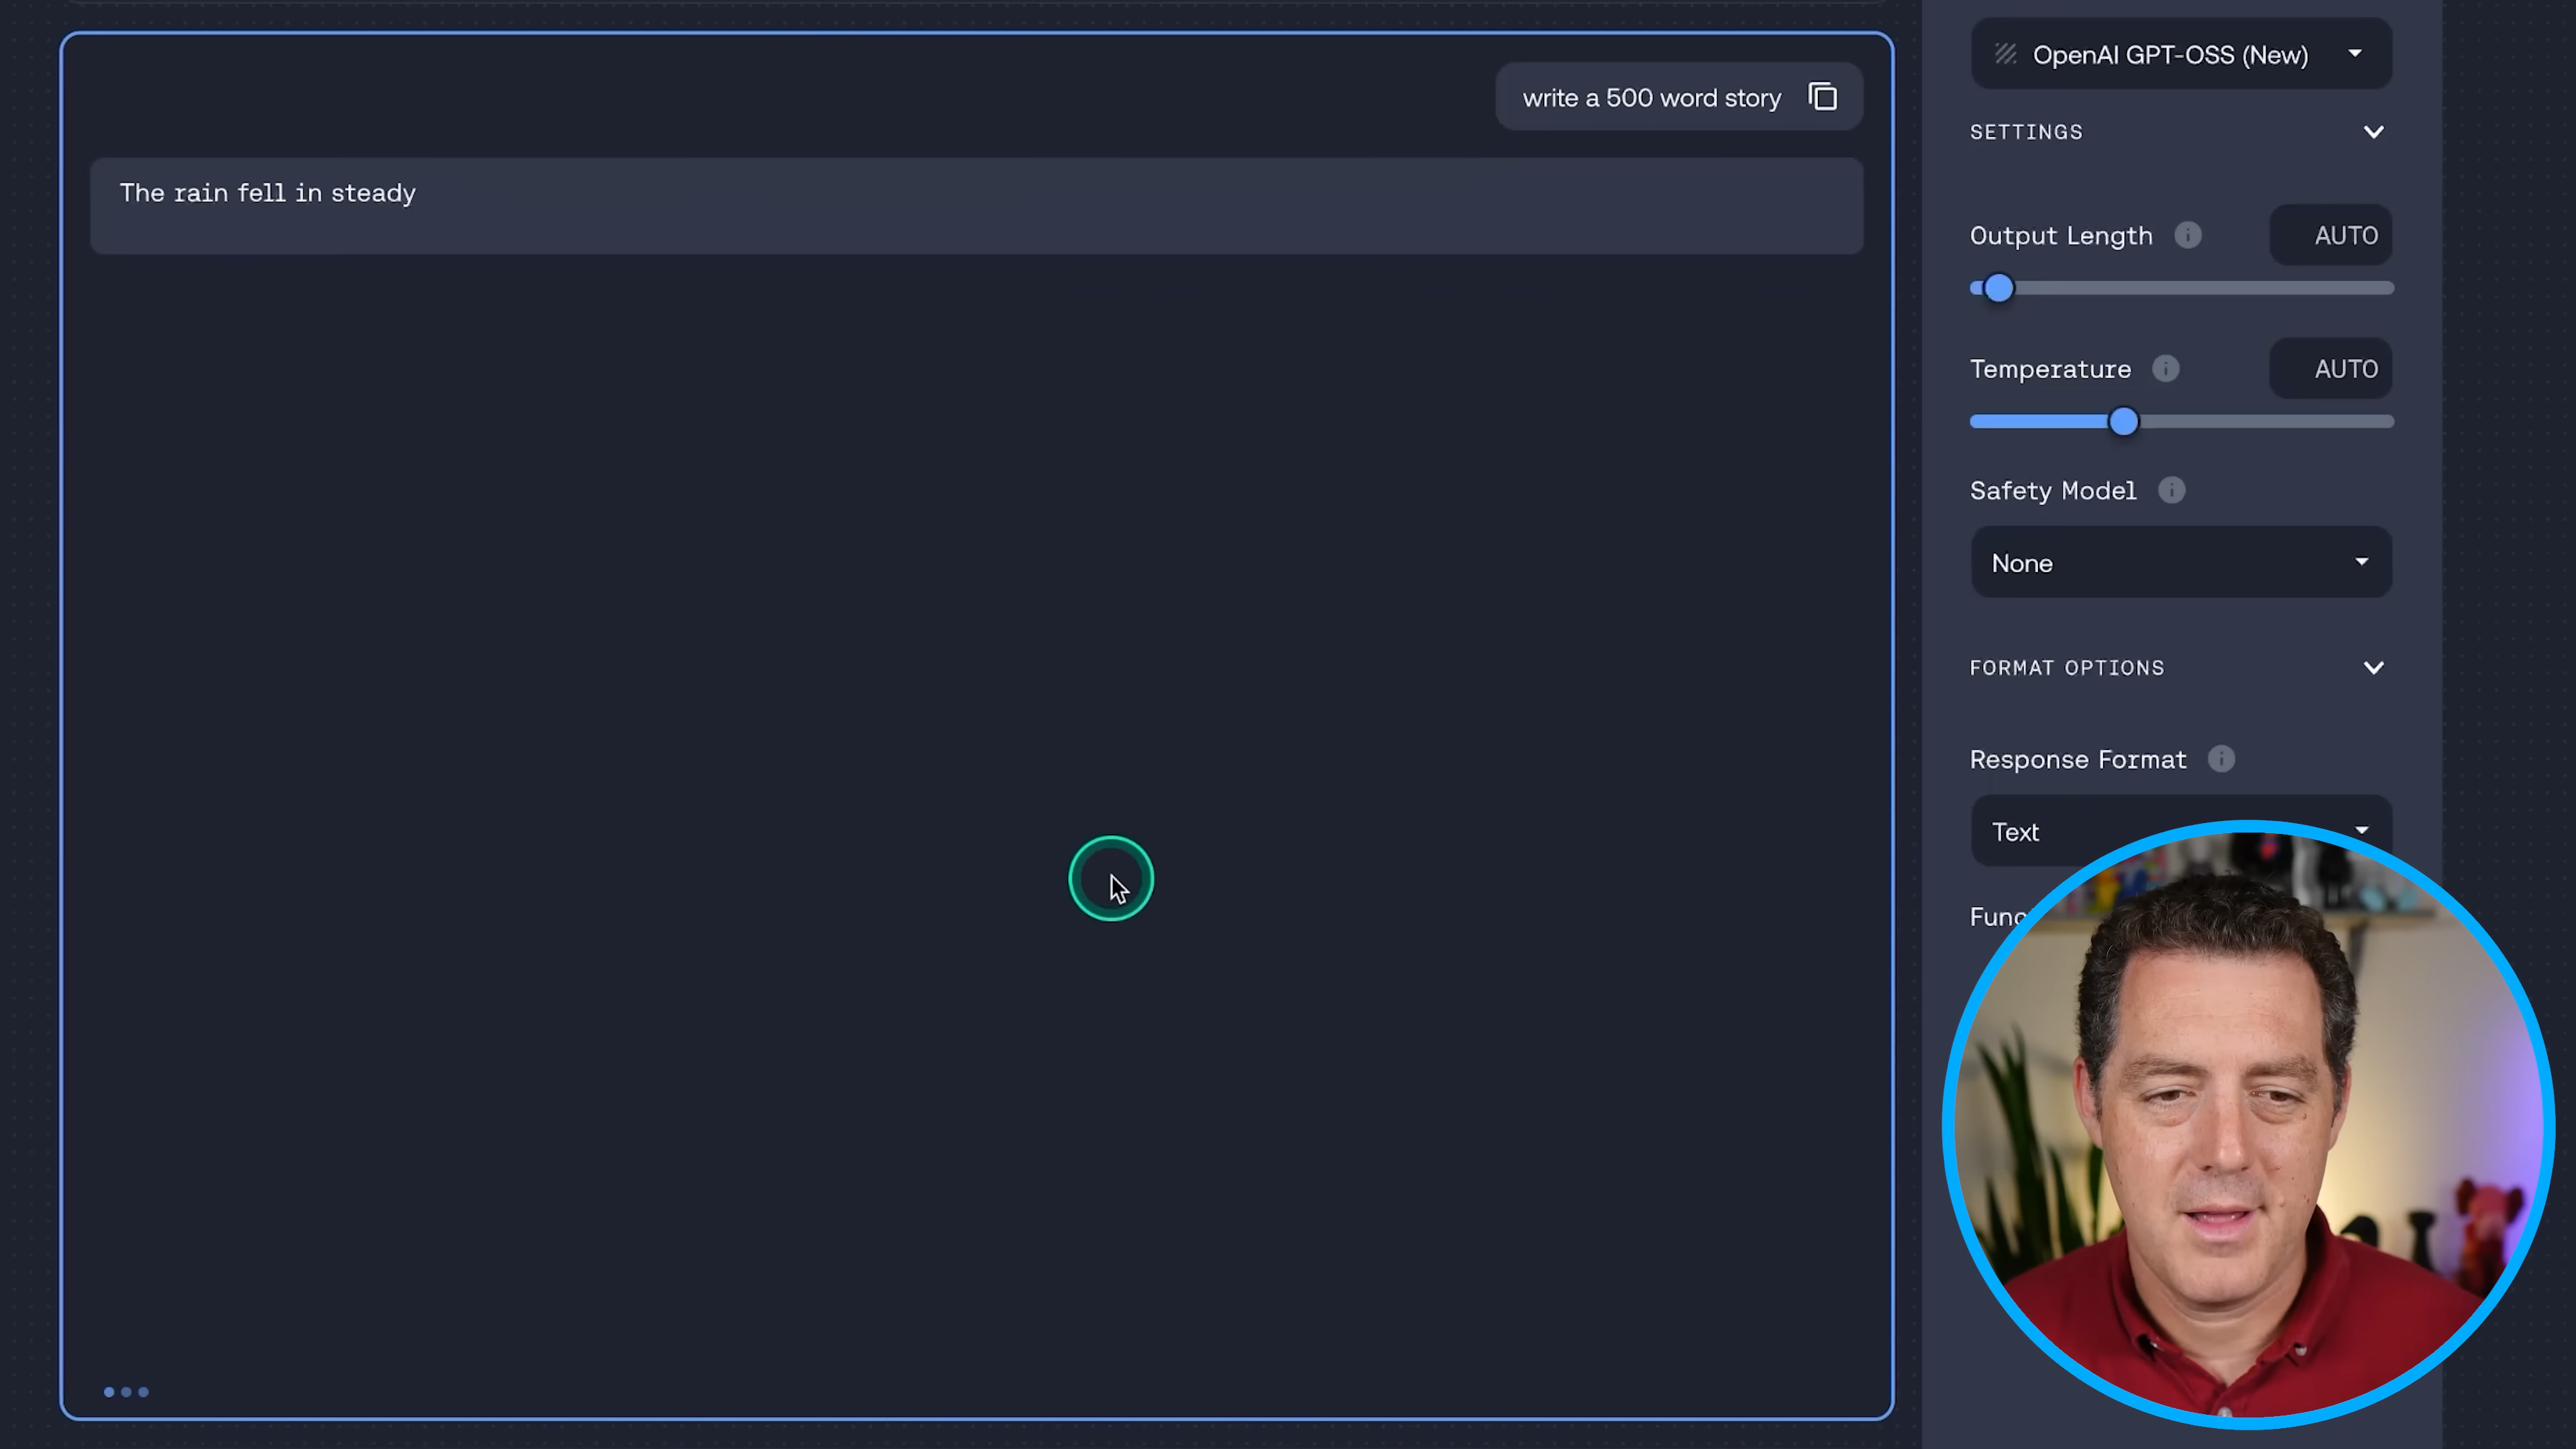 write a 500 word story
The rain fell in steady
OpenAI GPT-OSS (New)
SETTINGS
Output Length
AUTO
Temperature
AUTO
Safety Model
None
FORMAT OPTIONS
Response Format
Text